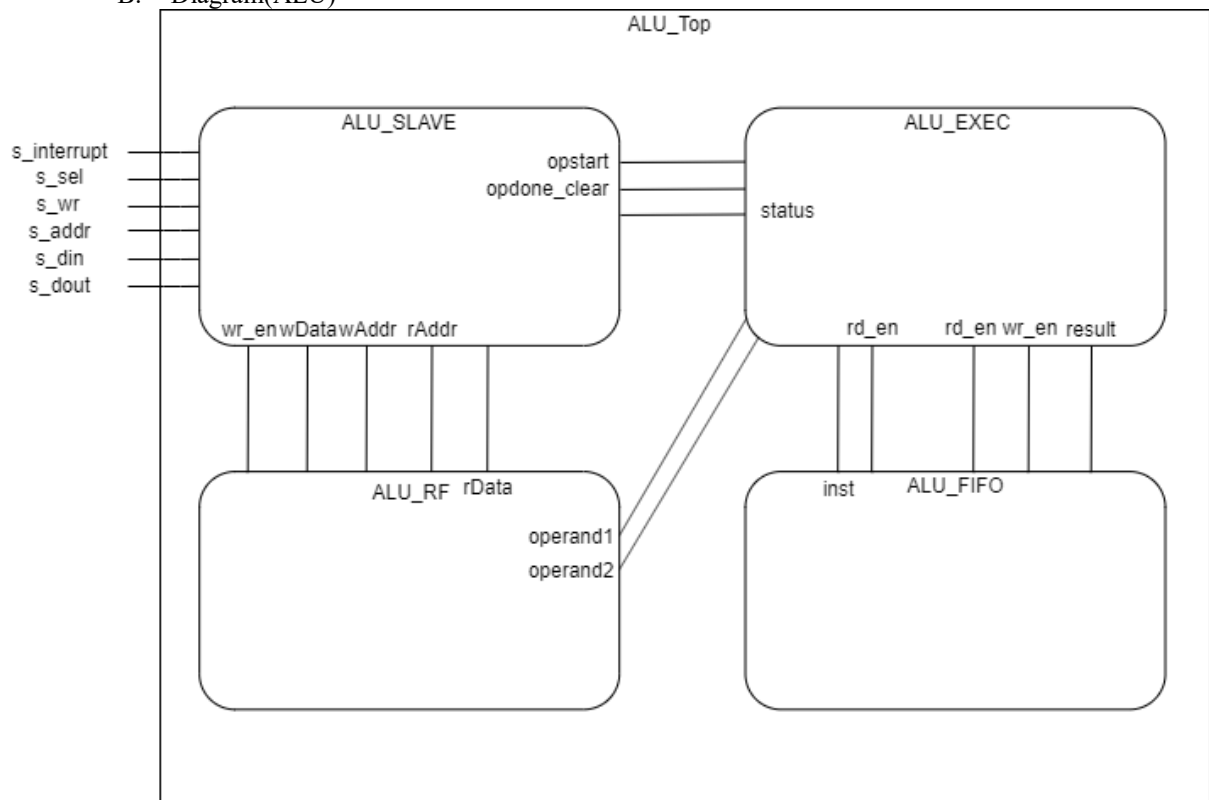 B. Diagram(ALU)
ALU_Top
ALU_SLAVE
ALU_EXEC
s_interrupt
s_sel
s_wr
s_addr
s_din
s_dout
opstart
opdone_clear
status
wr_en wData wAddr rAddr
rd_en rd_en wr_en result
ALU_RF rData
inst ALU_FIFO
operand1
operand2